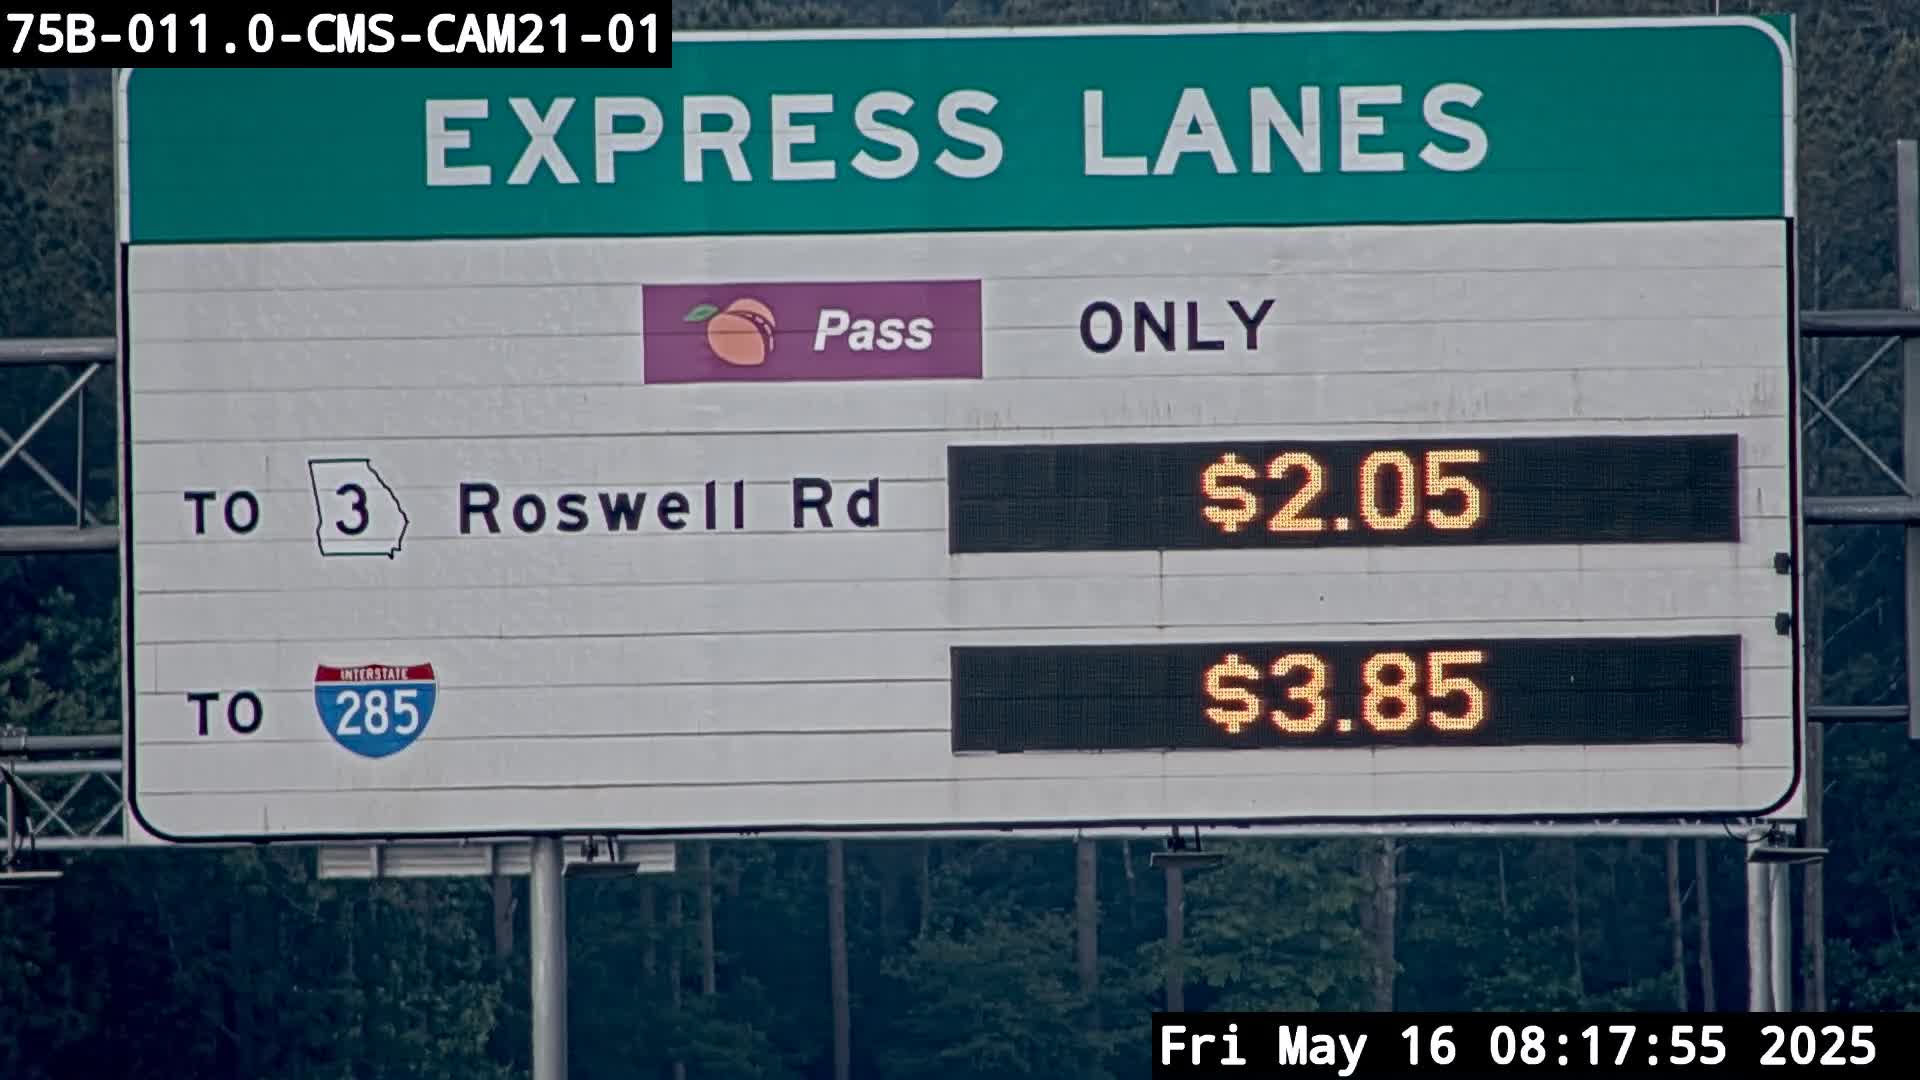 75B-011.0-CMS-CAM21-01
EXPRESS LANES
Pass ONLY
TO 3 Roswell Rd $2.05
TO INTERSTATE 285 $3.85
Fri May 16 08:17:55 2025